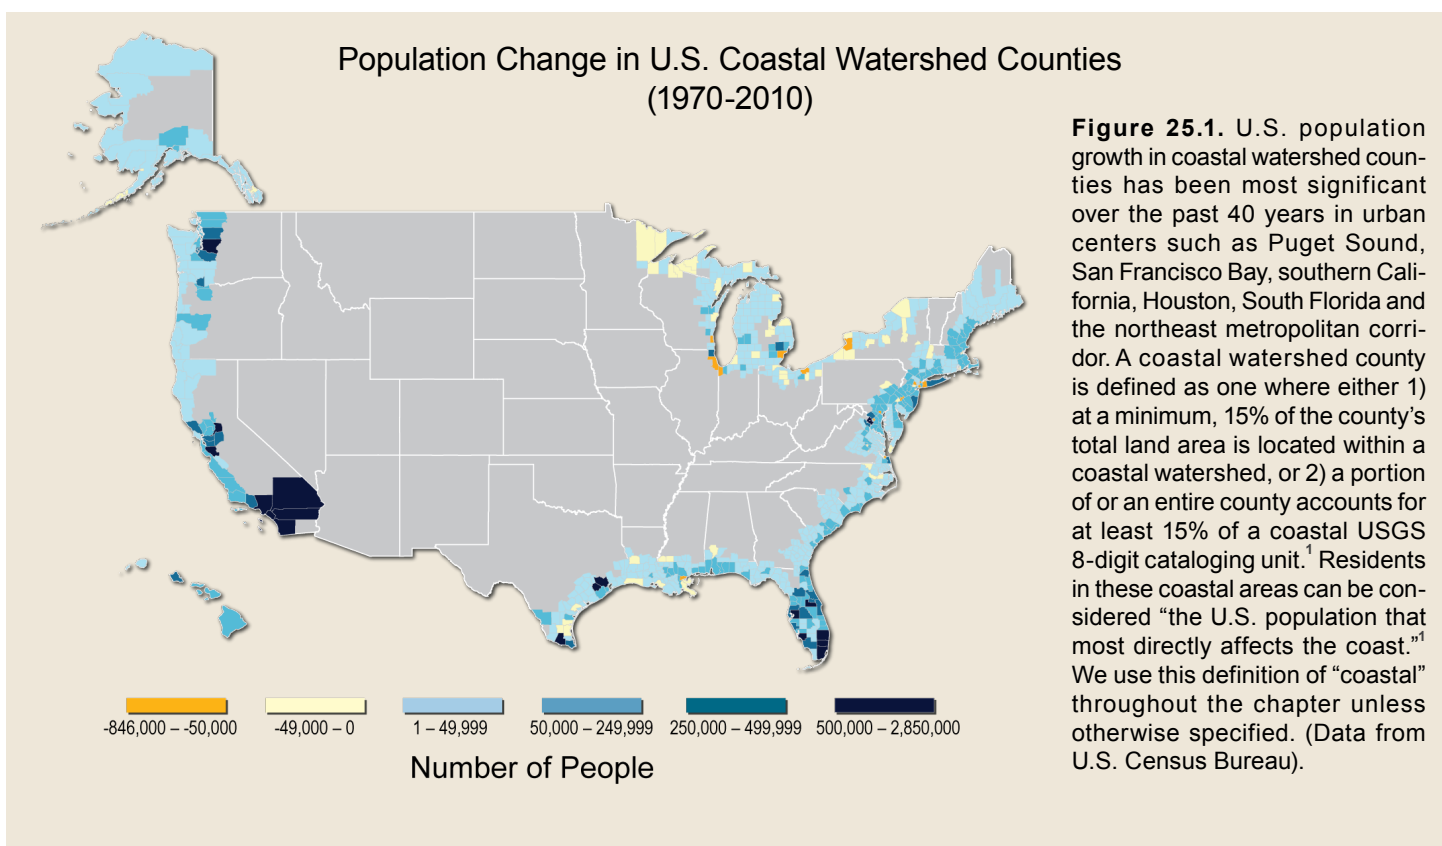 Population Change in U.S. Coastal Watershed Counties
(1970-2010)
Figure 25.1. U.S. population
growth in coastal watershed coun-
ties has been most significant
over the past 40 years in urban
centers such as Puget Sound,
San Francisco Bay, southern Cali-
fornia, Houston, South Florida and
the northeast metropolitan corri-
dor. A coastal watershed county
is defined as one where either 1)
at a minimum, 15% of the county’s
total land area is located within a
coastal watershed, or 2) a portion
of or an entire county accounts for
at least 15% of a coastal USGS
8-digit cataloging unit.1 Residents
in these coastal areas can be con-
sidered “the U.S. population that
most directly affects the coast.”1
We use this definition of “coastal”
throughout the chapter unless
otherwise specified. (Data from
U.S. Census Bureau).
-846,000 – -50,000 -49,000 – 0 1 – 49,999 50,000 – 249,999 250,000 – 499,999 500,000 – 2,850,000
Number of People